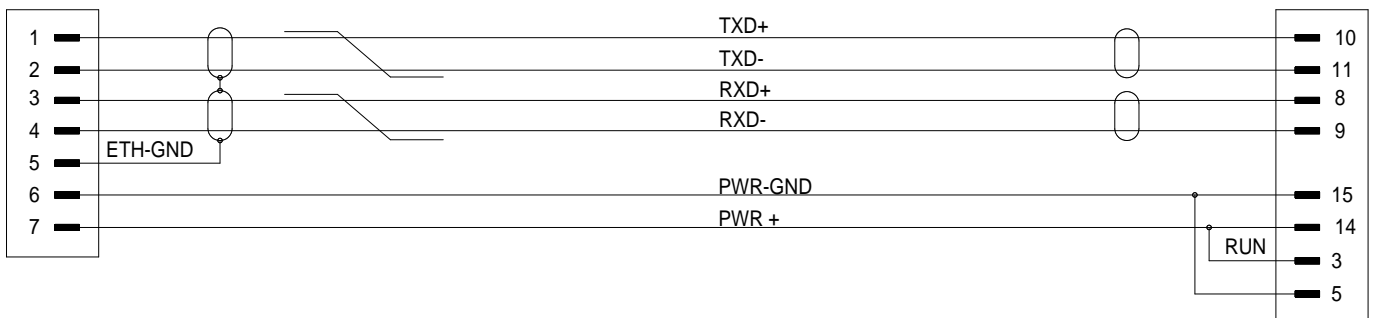 1 TXD+ 10
2 TXD- 11
3 RXD+ 8
4 RXD- 9
5 ETH-GND
6 PWR-GND 15
7 PWR + 14
RUN 3
5